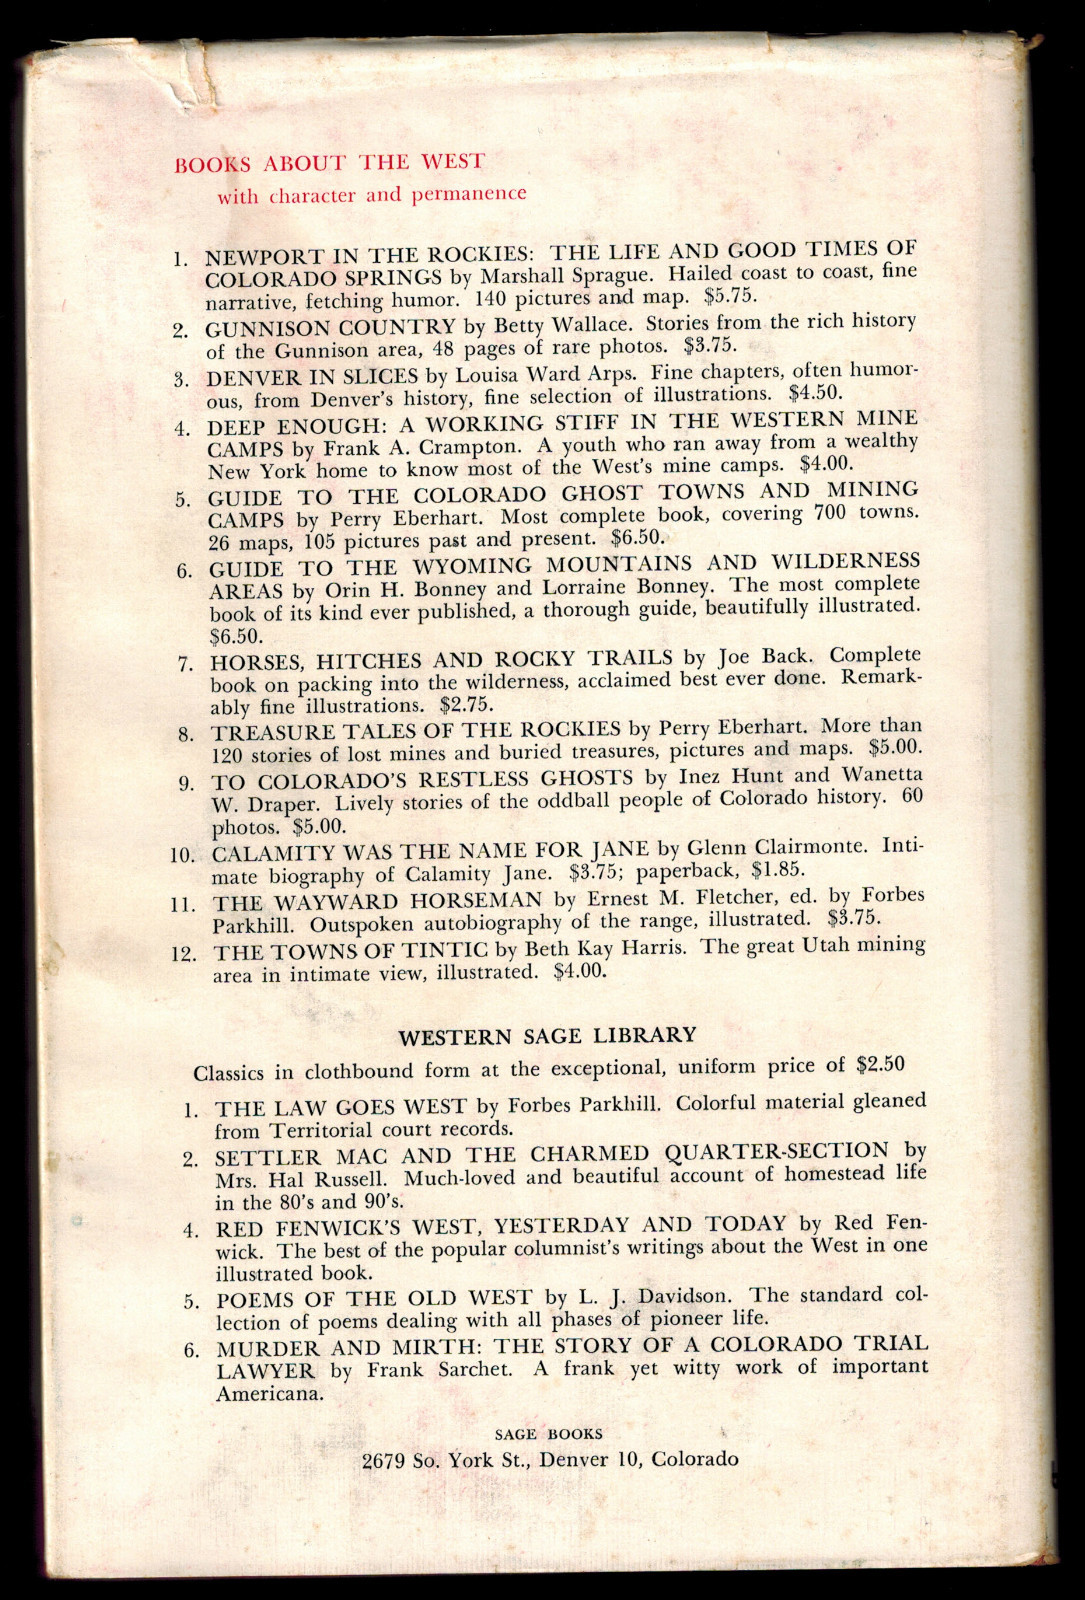 BOOKS ABOUT THE WEST
with character and permanence
1. NEWPORT IN THE ROCKIES: THE LIFE AND GOOD TIMES OF
COLORADO SPRINGS by Marshall Sprague. Hailed coast to coast, fine
narrative, fetching humor. 140 pictures and map. $5.75.
2. GUNNISON COUNTRY by Betty Wallace. Stories from the rich history
of the Gunnison area, 48 pages of rare photos. $3.75.
3. DENVER IN SLICES by Louisa Ward Arps. Fine chapters, often humor-
ous, from Denver's history, fine selection of illustrations. $4.50.
4. DEEP ENOUGH: A WORKING STIFF IN THE WESTERN MINE
CAMPS by Frank A. Crampton. A youth who ran away from a wealthy
New York home to know most of the West's mine camps. $4.00.
5. GUIDE TO THE COLORADO GHOST TOWNS AND MINING
CAMPS by Perry Eberhart. Most complete book, covering 700 towns.
26 maps, 105 pictures past and present. $6.50.
6. GUIDE TO THE WYOMING MOUNTAINS AND WILDERNESS
AREAS by Orin H. Bonney and Lorraine Bonney. The most complete
book of its kind ever published, a thorough guide, beautifully illustrated.
$6.50.
7. HORSES, HITCHES AND ROCKY TRAILS by Joe Back. Complete
book on packing into the wilderness, acclaimed best ever done. Remark-
ably fine illustrations. $2.75.
8. TREASURE TALES OF THE ROCKIES by Perry Eberhart. More than
120 stories of lost mines and buried treasures, pictures and maps. $5.00.
9. TO COLORADO'S RESTLESS GHOSTS by Inez Hunt and Wanetta
W. Draper. Lively stories of the oddball people of Colorado history. 60
photos. $5.00.
10. CALAMITY WAS THE NAME FOR JANE by Glenn Clairmonte. Inti-
mate biography of Calamity Jane. $3.75; paperback, $1.85.
11. THE WAYWARD HORSEMAN by Ernest M. Fletcher, ed. by Forbes
Parkhill. Outspoken autobiography of the range, illustrated. $3.75.
12. THE TOWNS OF TINTIC by Beth Kay Harris. The great Utah mining
area in intimate view, illustrated. $4.00.
WESTERN SAGE LIBRARY
Classics in clothbound form at the exceptional, uniform price of $2.50
1. THE LAW GOES WEST by Forbes Parkhill. Colorful material gleaned
from Territorial court records.
2. SETTLER MAC AND THE CHARMED QUARTER-SECTION by
Mrs. Hal Russell. Much-loved and beautiful account of homestead life
in the 80's and 90's.
4. RED FENWICK'S WEST, YESTERDAY AND TODAY by Red Fen-
wick. The best of the popular columnist's writings about the West in one
illustrated book.
5. POEMS OF THE OLD WEST by L. J. Davidson. The standard col-
lection of poems dealing with all phases of pioneer life.
6. MURDER AND MIRTH: THE STORY OF A COLORADO TRIAL
LAWYER by Frank Sarchet. A frank yet witty work of important
Americana.
SAGE BOOKS
2679 So. York St., Denver 10, Colorado